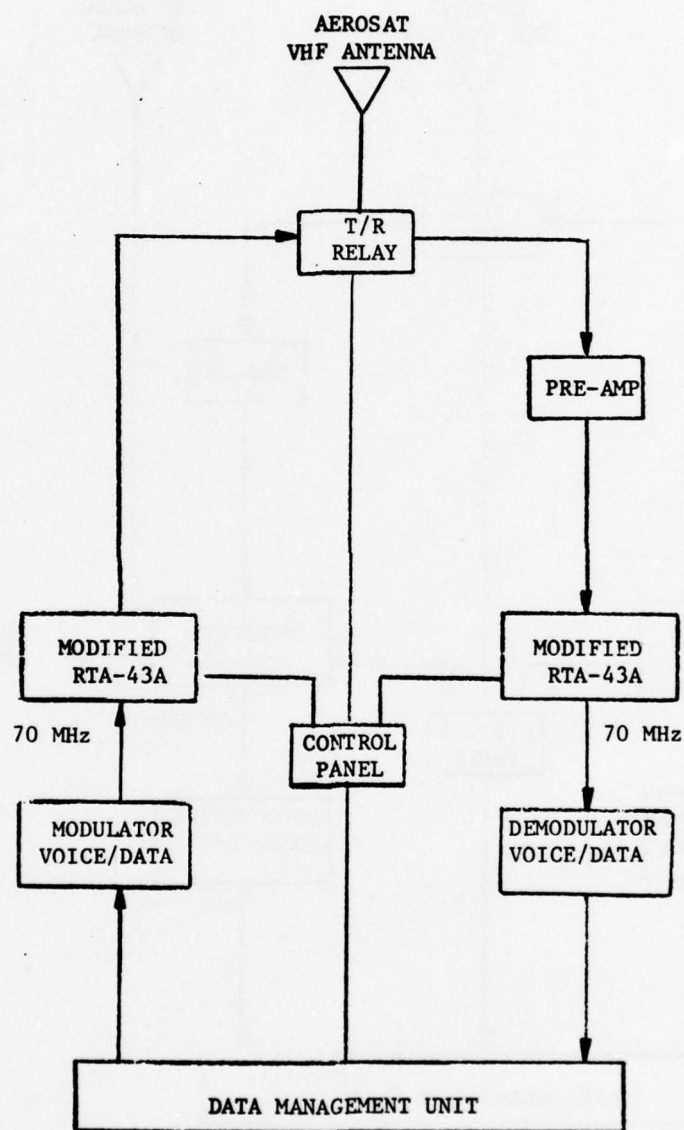 AEROSAT
VHF ANTENNA
T/R
RELAY
PRE-AMP
MODIFIED
RTA-43A
MODIFIED
RTA-43A
70 MHz
CONTROL
PANEL
70 MHz
MODULATOR
VOICE/DATA
DEMODULATOR
VOICE/DATA
DATA MANAGEMENT UNIT